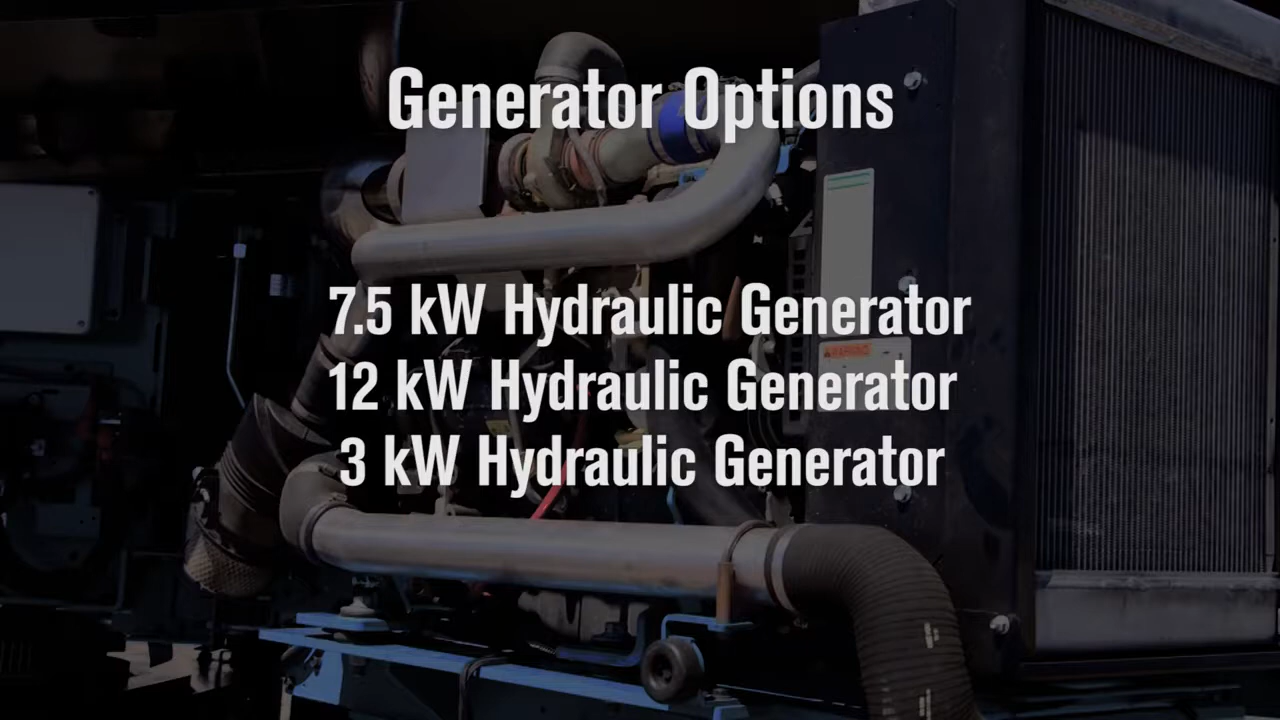 Generator Options
7.5 kW Hydraulic Generator
12 kW Hydraulic Generator
3 kW Hydraulic Generator